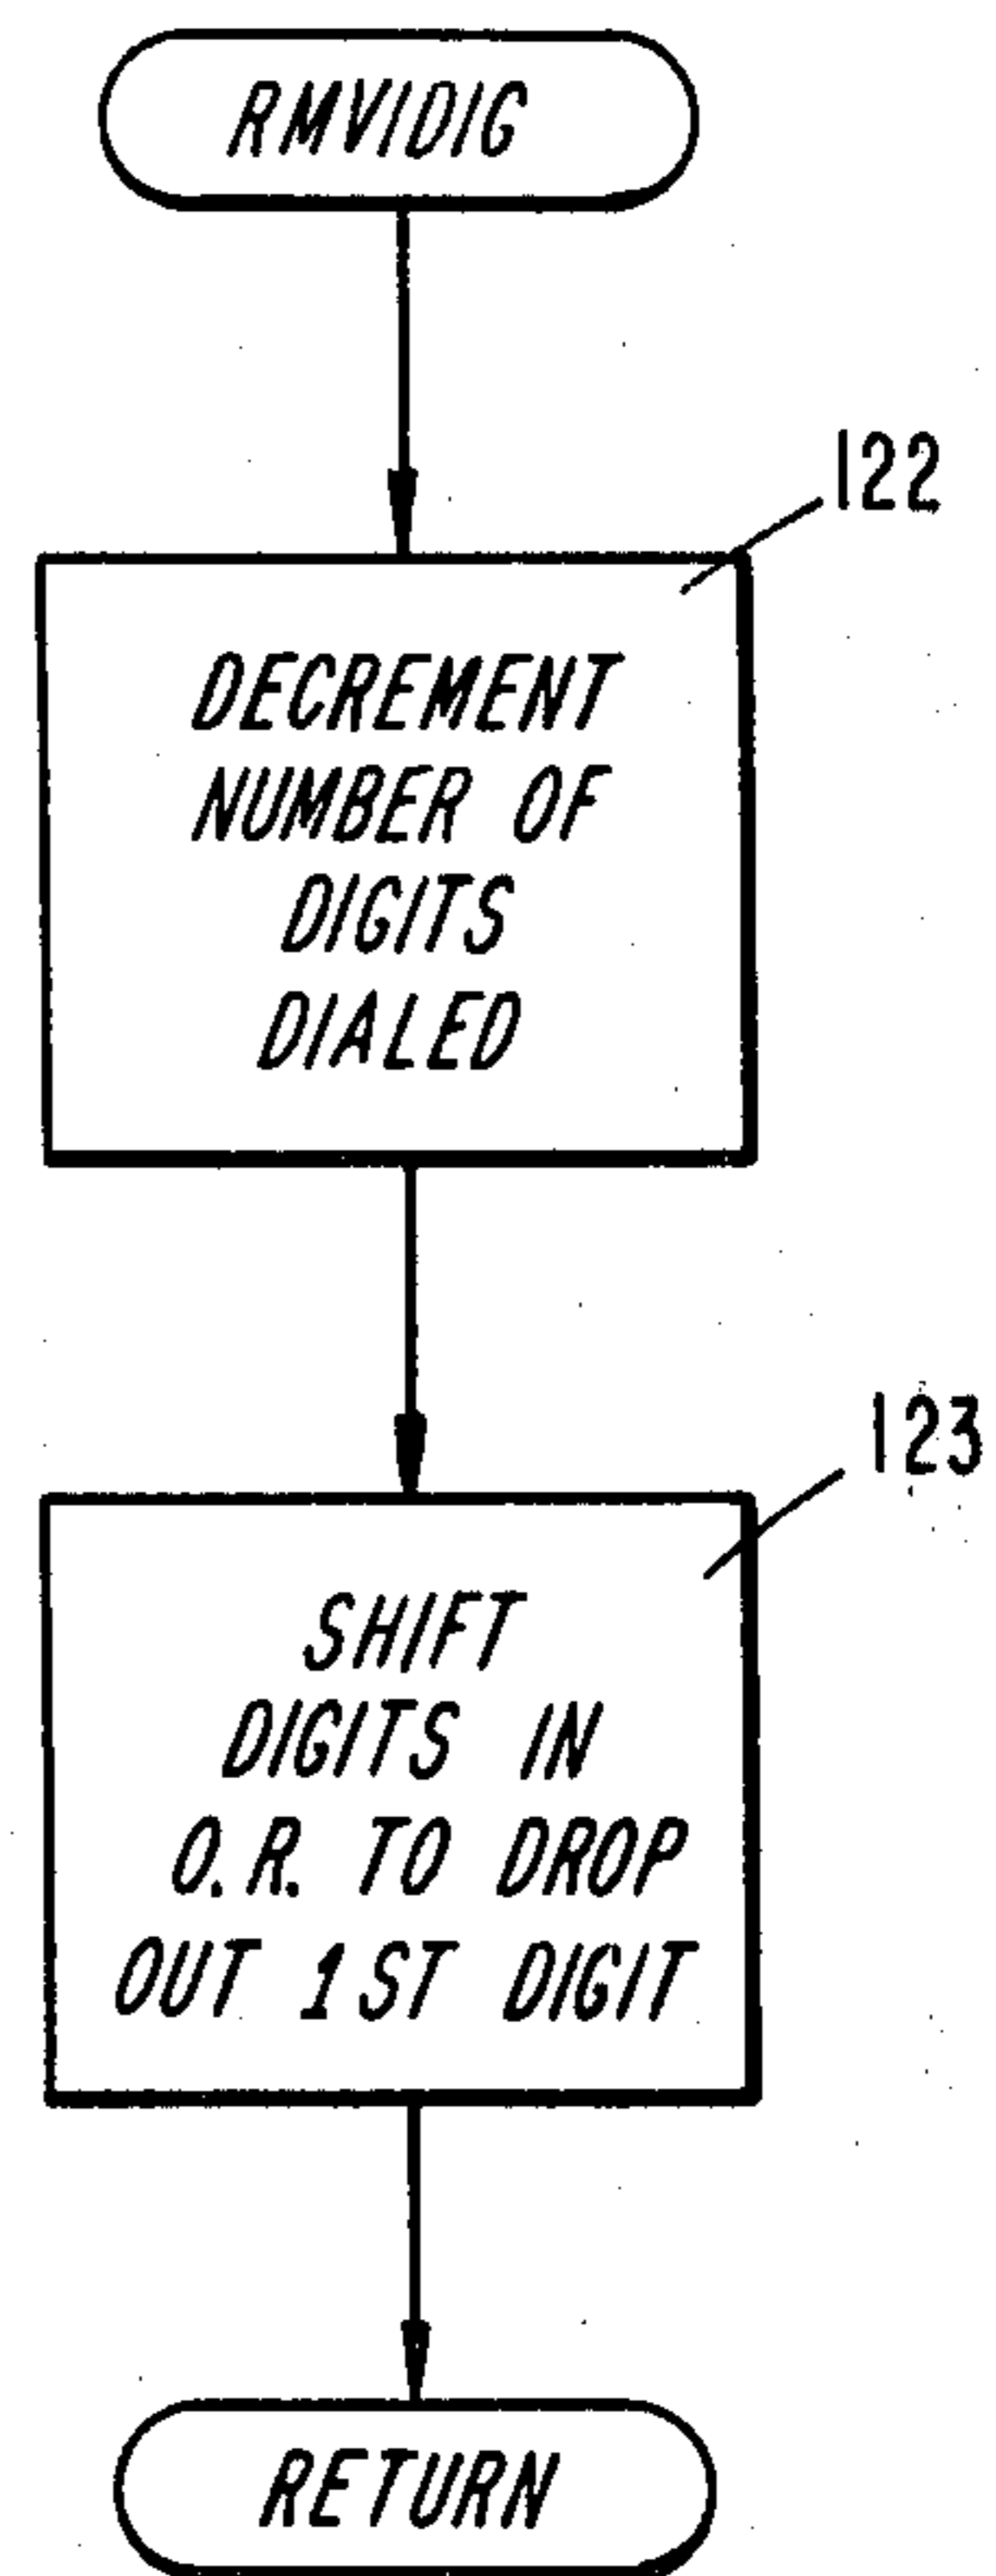 RMVIDIG
122
DECREMENT
NUMBER OF
DIGITS
DIALED
123
SHIFT
DIGITS IN
O.R. TO DROP
OUT 1ST DIGIT
RETURN